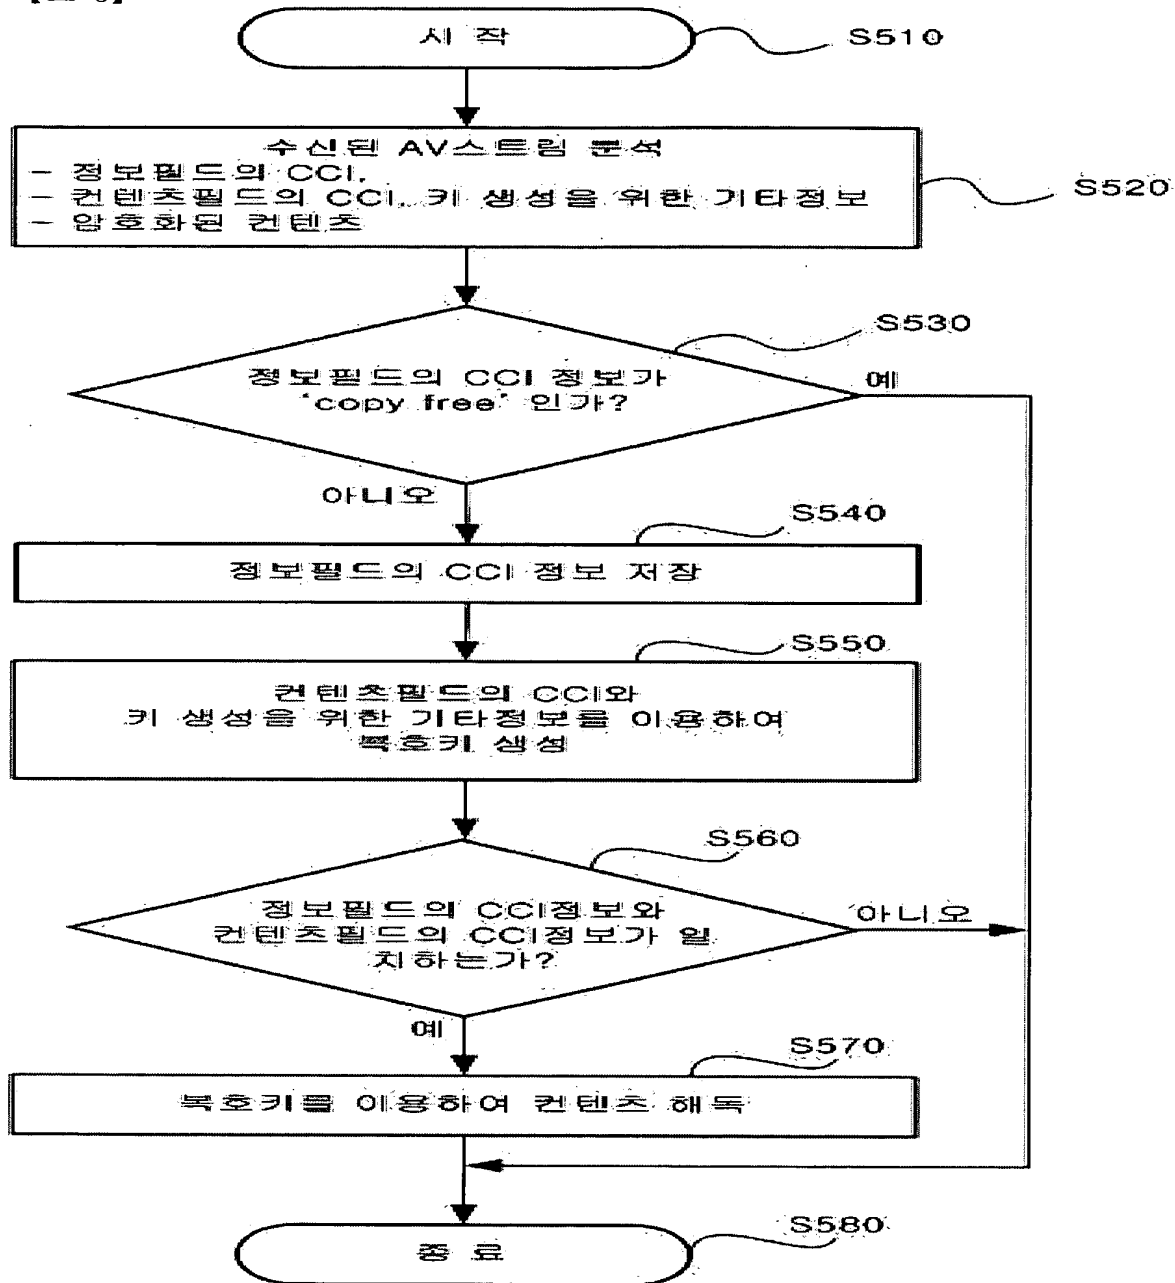 시 작
S510
수신된 AV스트림 분석
- 정보필드의 CCI,
- 컨텐츠필드의 CCI, 키 생성을 위한 기타정보
- 암호화된 컨텐츠
S520
S530
정보필드의 CCI 정보가
'copy free' 인가?
예
아니오
S540
정보필드의 CCI 정보 저장
S550
컨텐츠필드의 CCI와
키 생성을 위한 기타정보를 이용하여
복호키 생성
S560
정보필드의 CCI정보와
컨텐츠필드의 CCI정보가 일
치하는가?
아니오
예
S570
복호키를 이용하여 컨텐츠 해독
S580
종 료